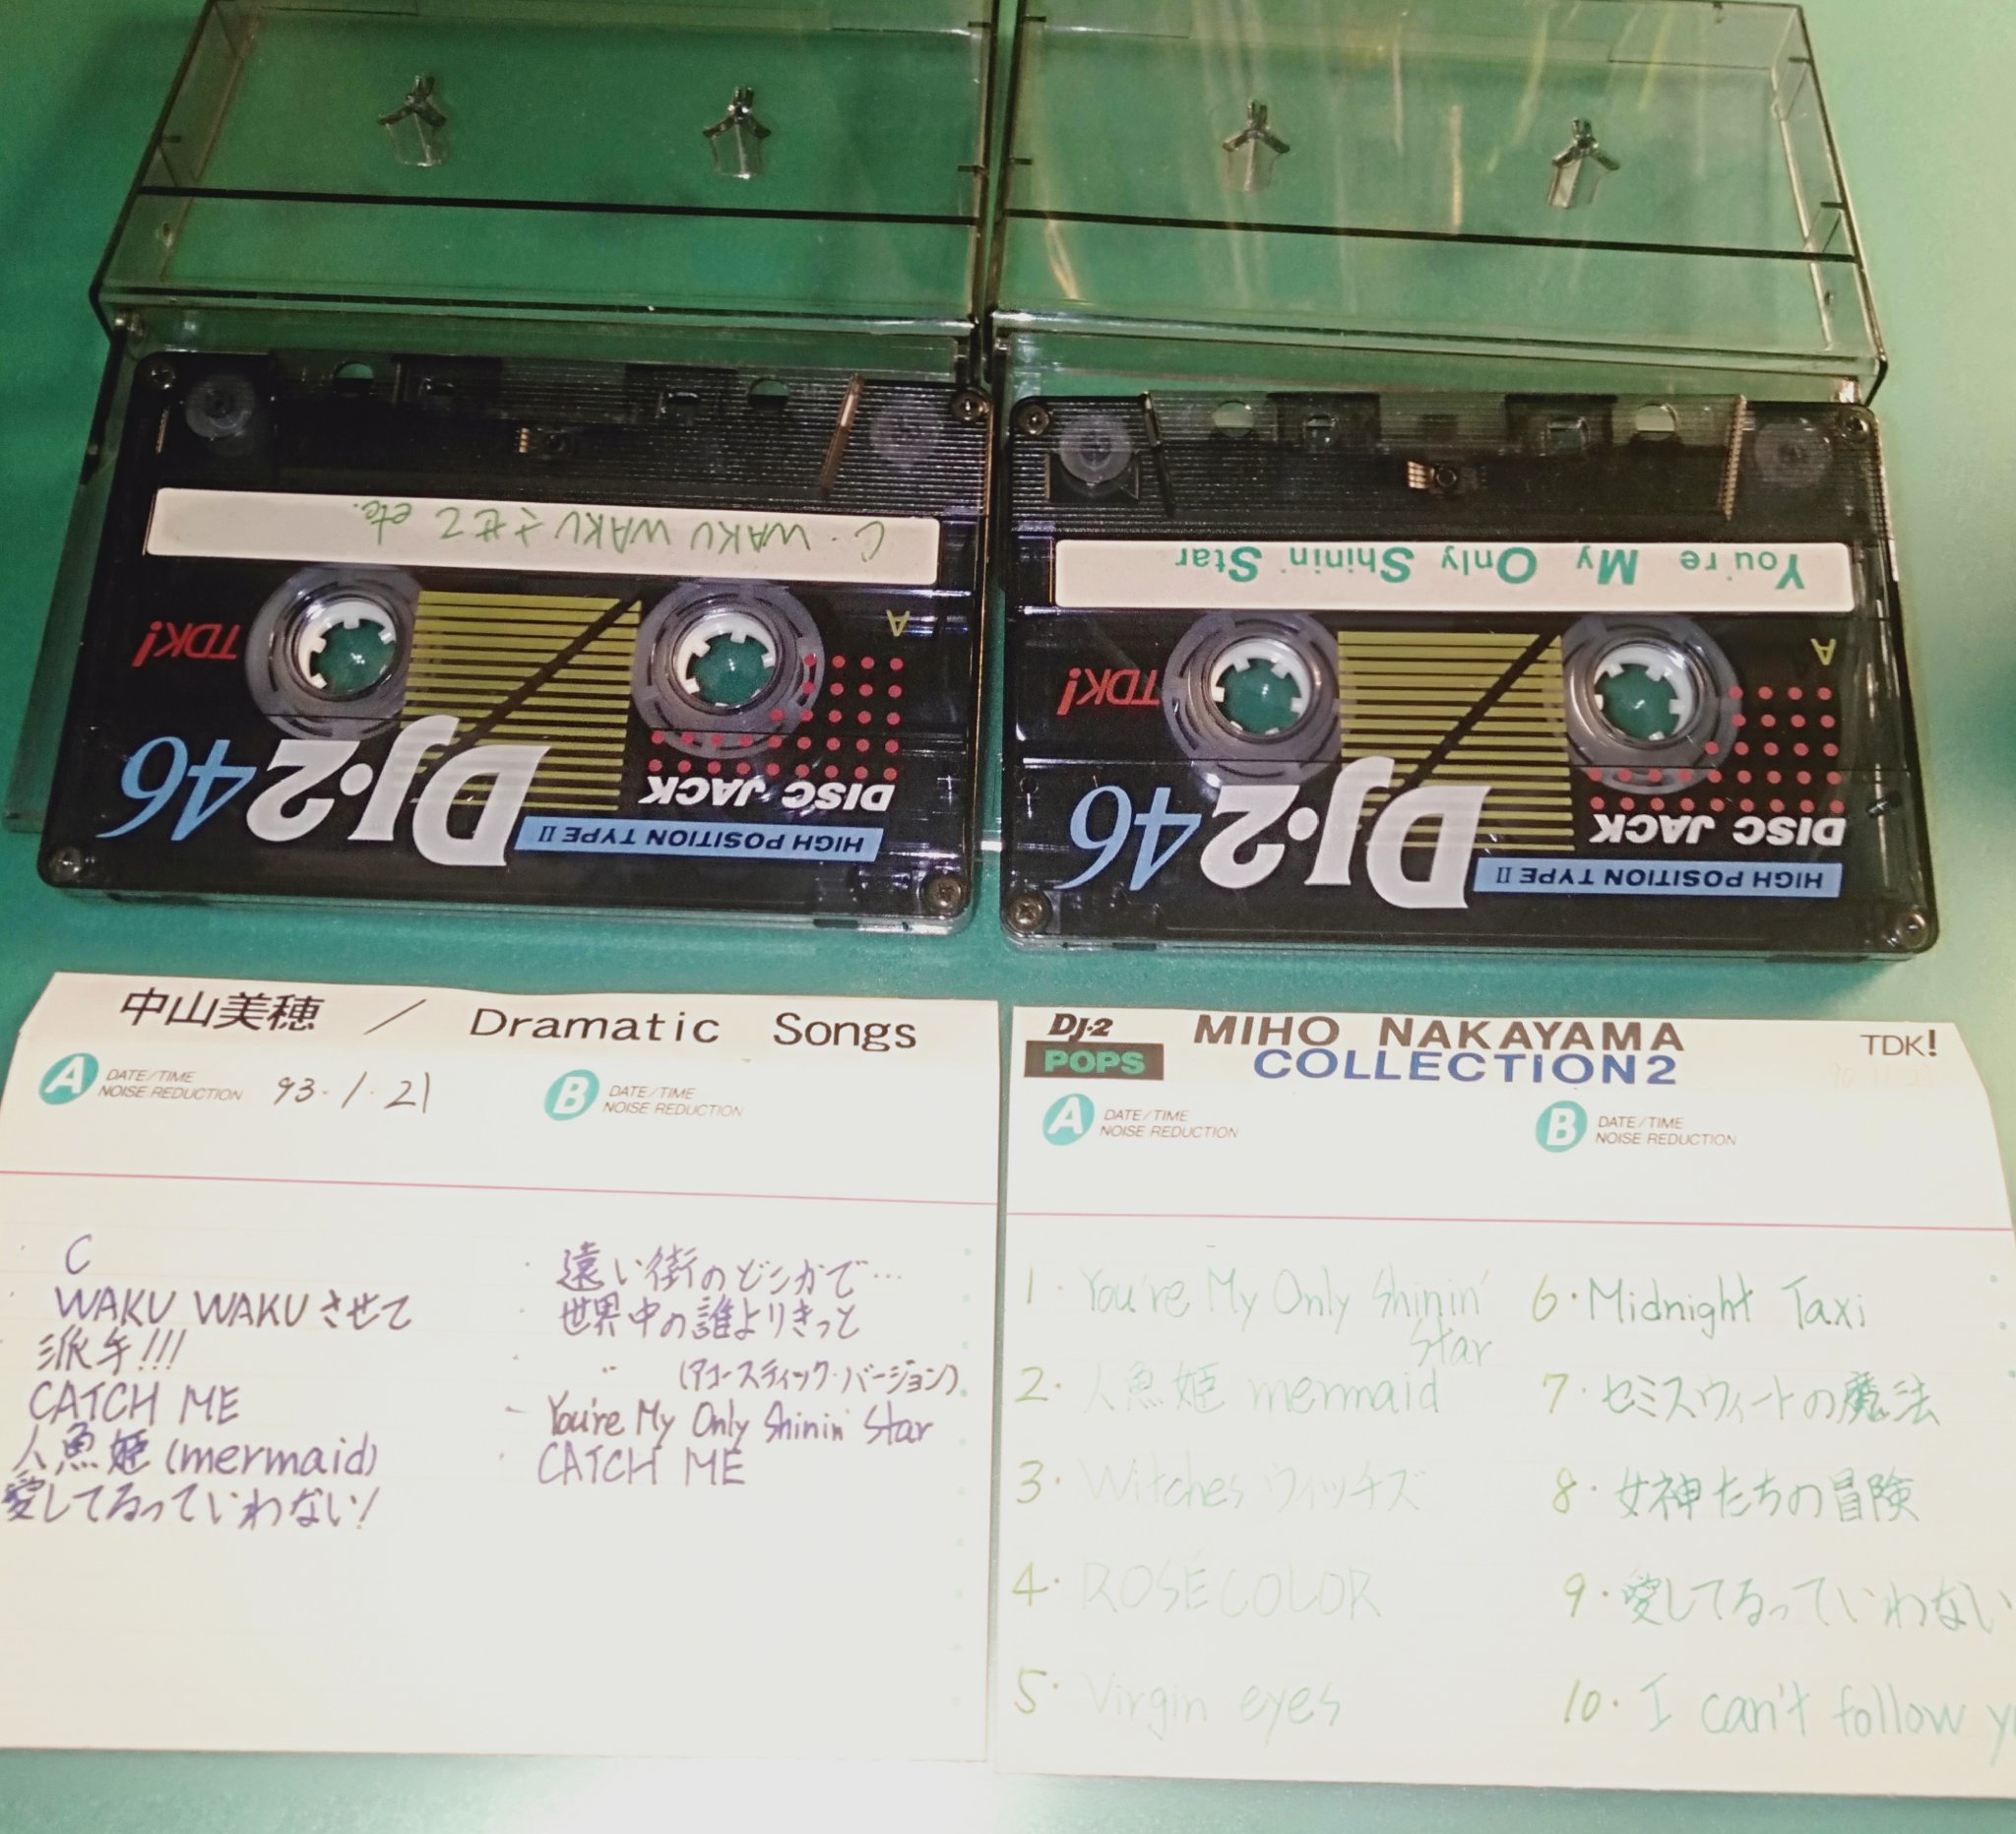 C・WAKU WAKUさせて etc.
A
TDK!
DISC JACK
DJ・2 46
HIGH POSITION TYPE II
You're My Only Shinin' Star
A
TDK!
DISC JACK
DJ・2 46
HIGH POSITION TYPE II
中山美穂 / Dramatic Songs
A DATE/TIME
NOISE REDUCTION
93・1・21
B DATE/TIME
NOISE REDUCTION
C
WAKU WAKUさせて
派手!!!
CATCH ME
人魚姫(mermaid)
愛してるっていわない!
遠い街のどこかで…
世界中の誰よりきっと
〃 (アコースティック・バージョン)
You're My Only Shinin' Star
CATCH ME
DJ・2
POPS
MIHO NAKAYAMA
COLLECTION2
TDK!
A DATE/TIME
NOISE REDUCTION
B DATE/TIME
NOISE REDUCTION
1. You're My Only Shinin'
Star
2. 人魚姫 mermaid
3. Witches ウィッチズ
4. ROSÉCOLOR
5. Virgin eyes
6. Midnight Taxi
7. セミスウィートの魔法
8. 女神たちの冒険
9. 愛してるっていわない
10. I can't follow